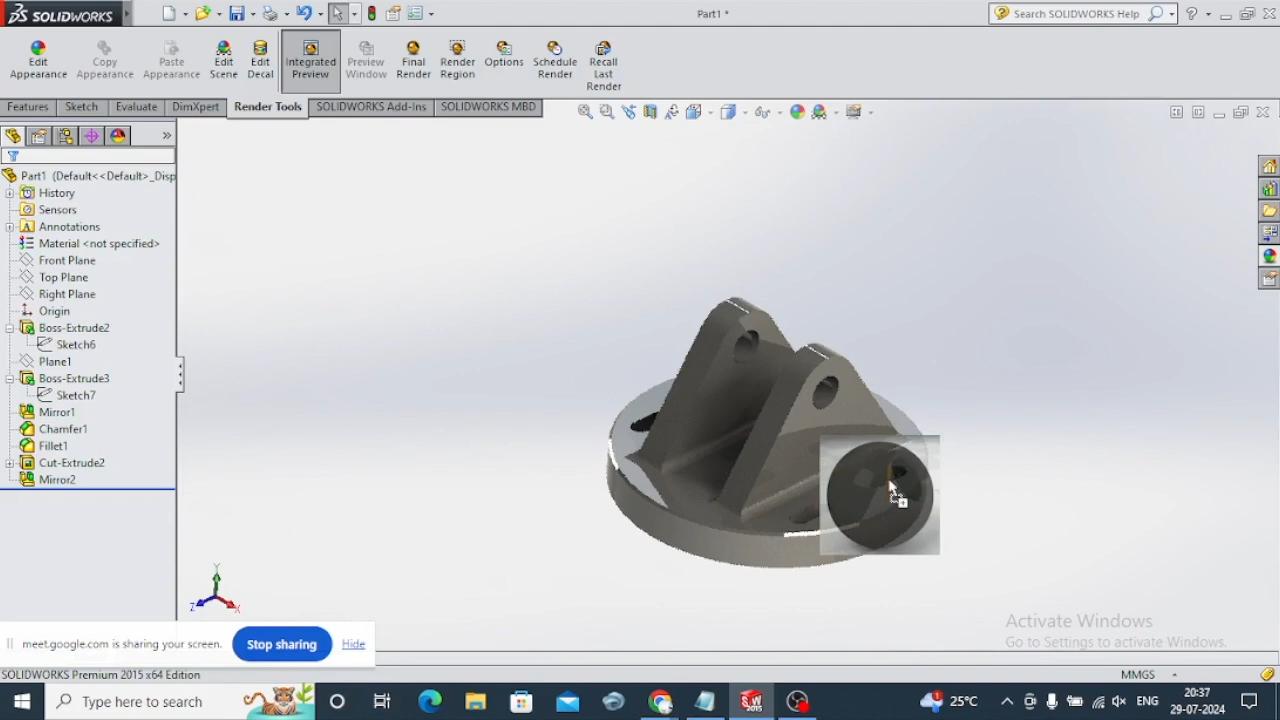 SOLIDWORKS
Part1 *
Search SOLIDWORKS Help
Edit Appearance
Copy Appearance
Paste Appearance
Edit Scene
Edit Decal
Integrated Preview
Preview Window
Final Render
Render Region
Options
Schedule Render
Recall Last Render
Features Sketch Evaluate DimXpert Render Tools SOLIDWORKS Add-Ins SOLIDWORKS MBD
Part1 (Default<<Default>_Disp
History
Sensors
Annotations
Material <not specified>
Front Plane
Top Plane
Right Plane
Origin
Boss-Extrude2
Sketch6
Plane1
Boss-Extrude3
Sketch7
Mirror1
Chamfer1
Fillet1
Cut-Extrude2
Mirror2
Y
Z
X
Activate Windows
Go to Settings to activate Windows.
meet.google.com is sharing your screen. Stop sharing Hide
SOLIDWORKS Premium 2015 x64 Edition
MMGS
Type here to search
25°C
ENG
20:37
29-07-2024